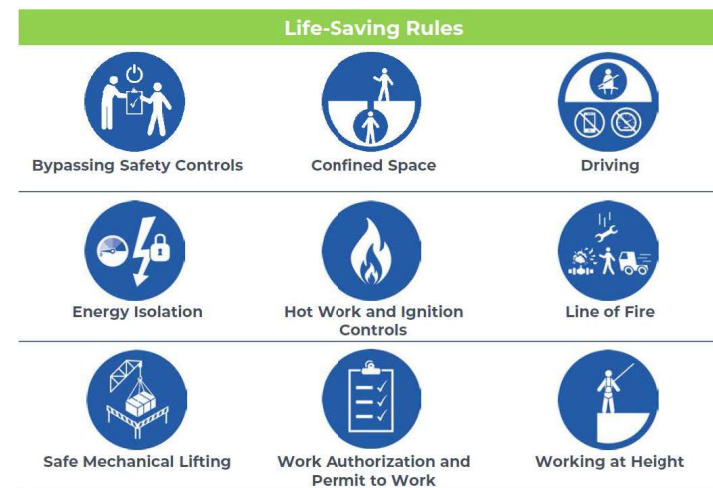 Life-Saving Rules
Bypassing Safety Controls
Confined Space
Driving
Energy Isolation
Hot Work and Ignition
Controls
Line of Fire
Safe Mechanical Lifting
Work Authorization and
Permit to Work
Working at Height